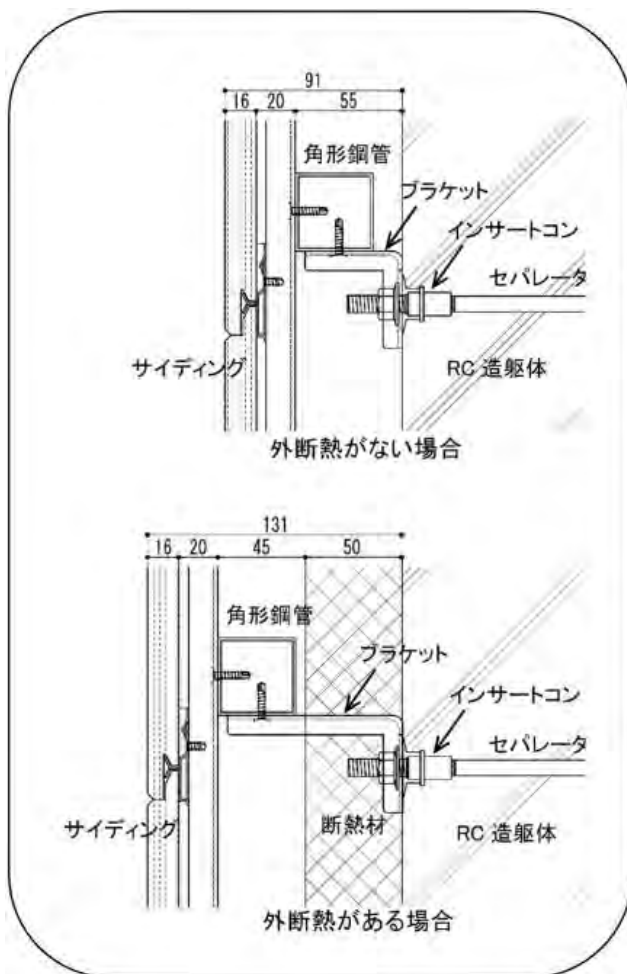 91
16 20 55
角形鋼管
ブラケット
インサートコン
セパレータ
サイディング
RC 造躯体
外断熱がない場合
131
16 20 45 50
角形鋼管
ブラケット
インサートコン
セパレータ
サイディング
断熱材
RC 造躯体
外断熱がある場合